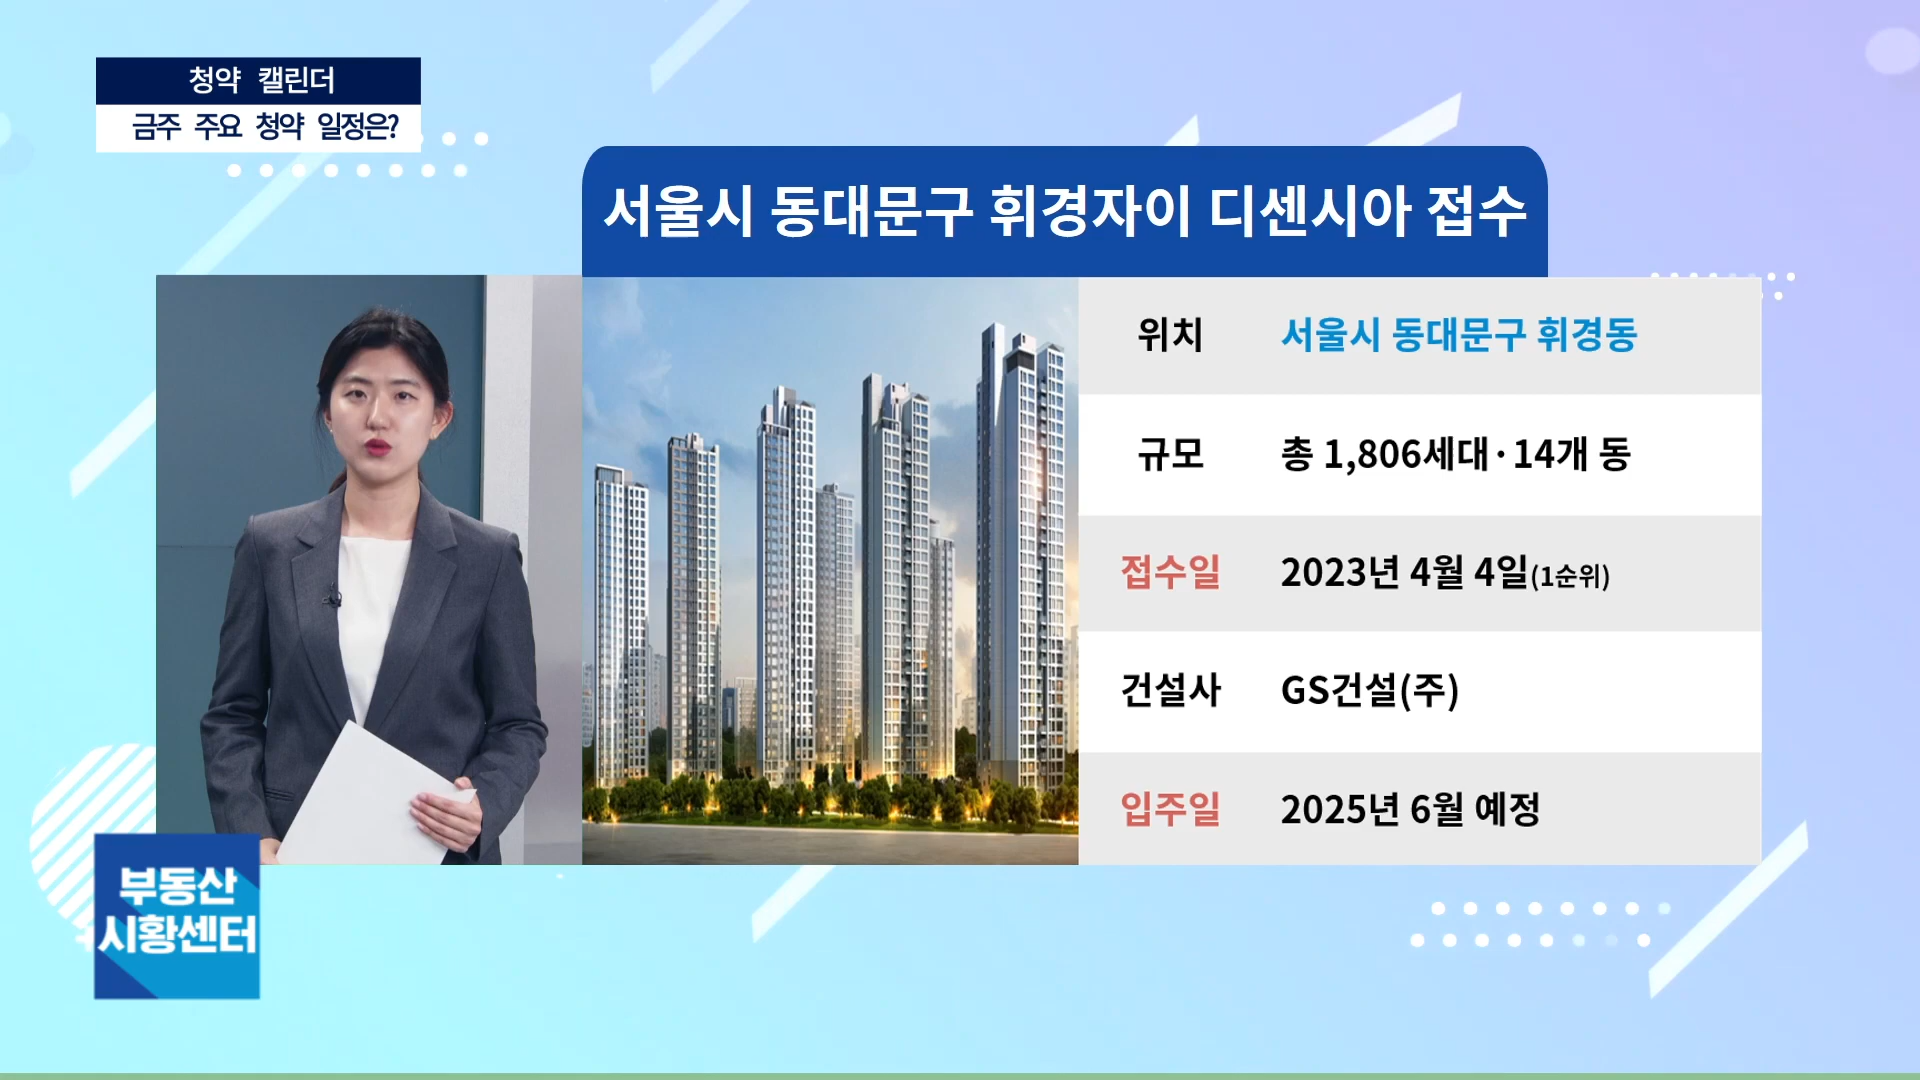 청약 캘린더
금주 주요 청약 일정은?
서울시 동대문구 휘경자이 디센시아 접수
위치 서울시 동대문구 휘경동
규모 총 1,806세대·14개 동
접수일 2023년 4월 4일(1순위)
건설사 GS건설(주)
입주일 2025년 6월 예정
부동산
시황센터